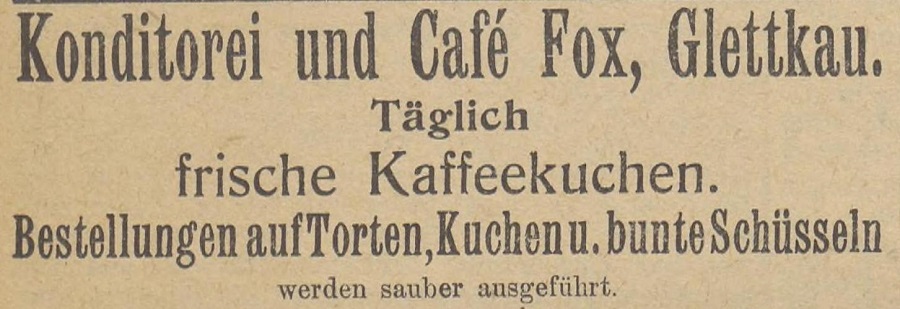 Konditorei und Café Fox, Glettkau.
Täglich
frische Kaffeekuchen.
Bestellungen auf Torten, Kuchen u. bunte Schüsseln
werden sauber ausgeführt.